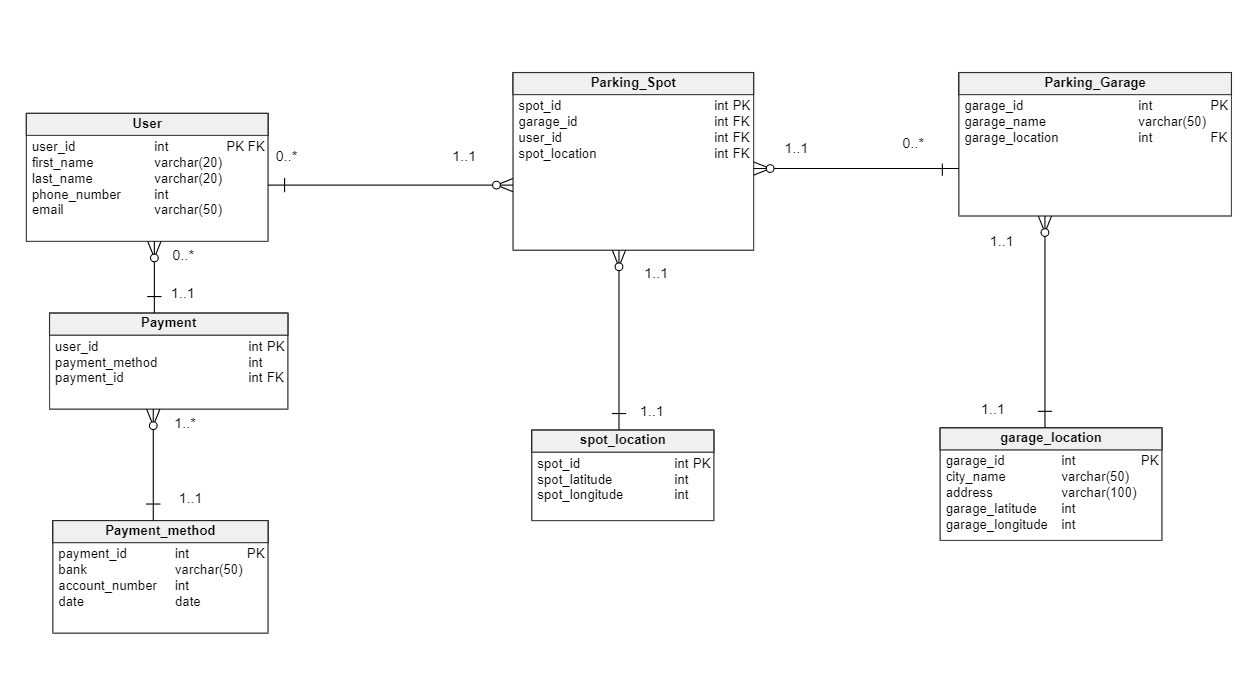 User
user_id int PK FK
first_name varchar(20)
last_name varchar(20)
phone_number int
email varchar(50)
0..*
1..1
Parking_Spot
spot_id int PK
garage_id int FK
user_id int FK
spot_location int FK
1..1
0..*
Parking_Garage
garage_id int PK
garage_name varchar(50)
garage_location int FK
0..*
1..1
Payment
user_id int PK
payment_method int
payment_id int FK
1..*
1..1
Payment_method
payment_id int PK
bank varchar(50)
account_number int
date date
1..1
1..1
spot_location
spot_id int PK
spot_latitude int
spot_longitude int
1..1
1..1
garage_location
garage_id int PK
city_name varchar(50)
address varchar(100)
garage_latitude int
garage_longitude int